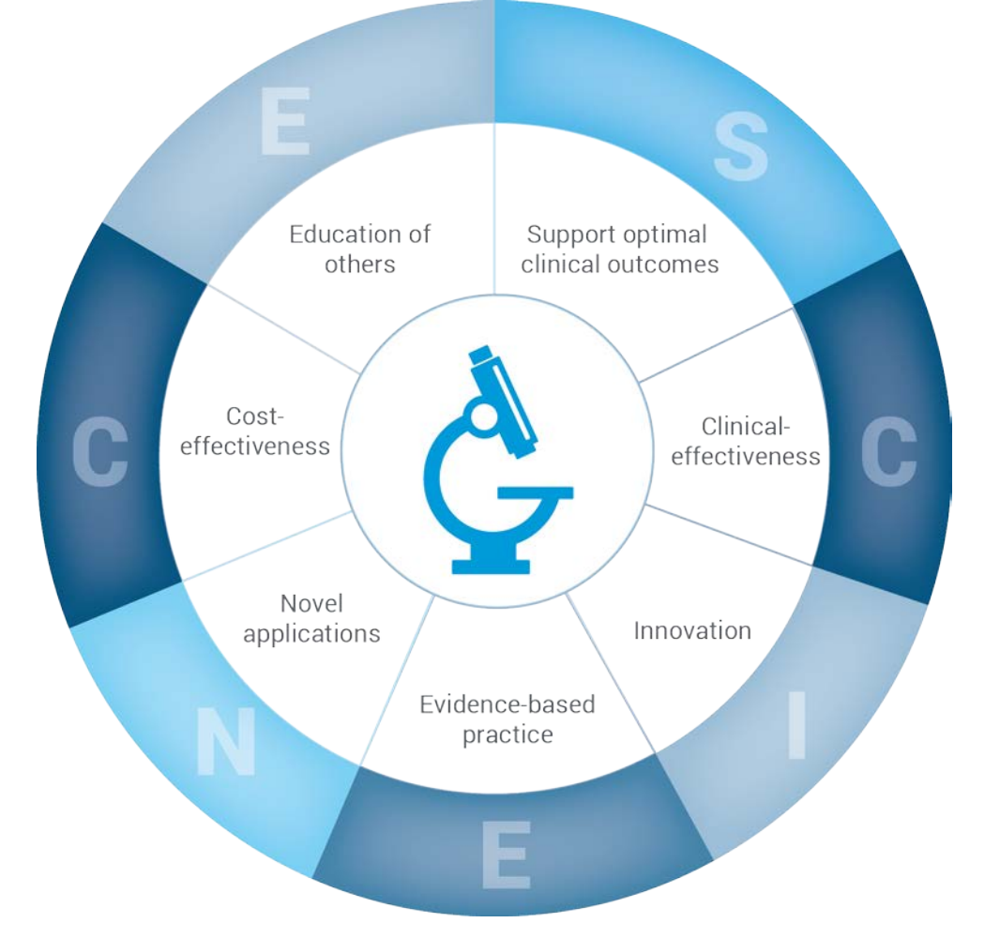 S
Support optimal
clinical outcomes
C
Clinical-
effectiveness
I
Innovation
E
Evidence-based
practice
N
Novel
applications
C
Cost-
effectiveness
E
Education of
others